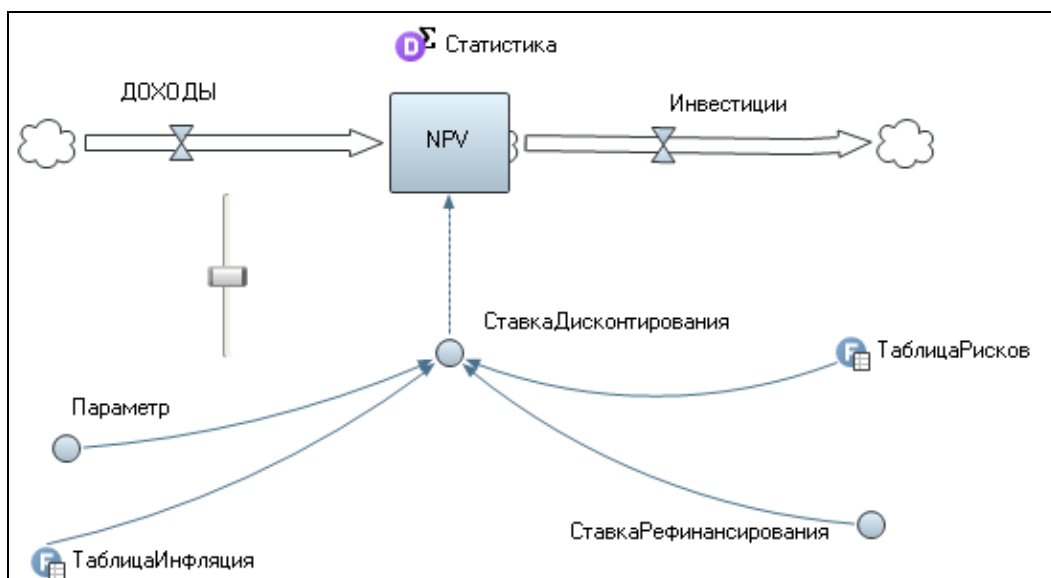 Статистика
ДОХОДЫ
Инвестиции
NPV
СтавкаДисконтирования
ТаблицаРисков
Параметр
СтавкаРефинансирования
ТаблицаИнфляция